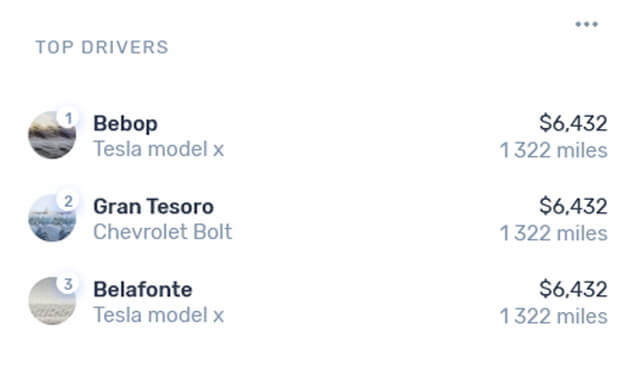 TOP DRIVERS
1
Bebop
$6,432
Tesla model x
1 322 miles
2
Gran Tesoro
$6,432
Chevrolet Bolt
1 322 miles
3
Belafonte
$6,432
Tesla model x
1 322 miles